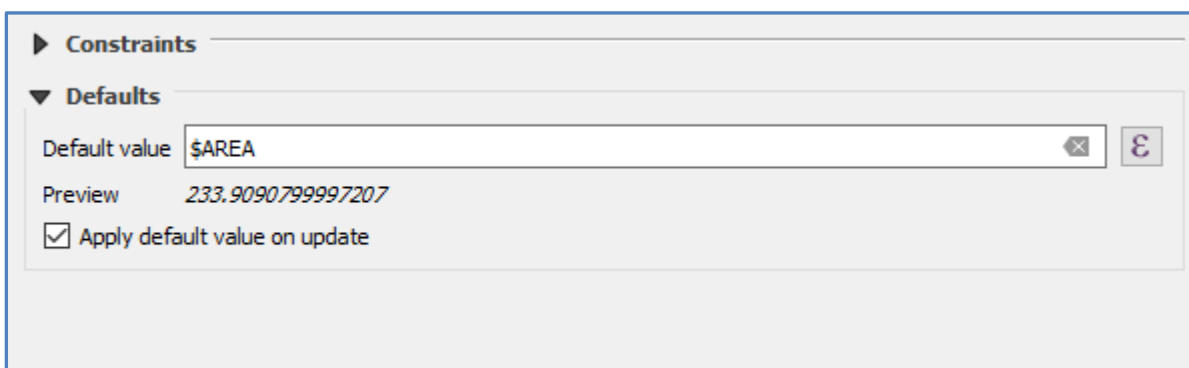 Constraints
Defaults
Default value $AREA ε
Preview 233.9090799997207
Apply default value on update